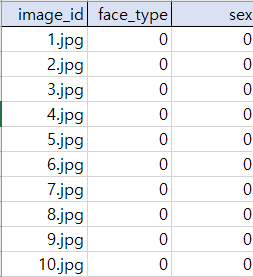 image_id face_type sex
1.jpg 0 0
2.jpg 0 0
3.jpg 0 0
4.jpg 0 0
5.jpg 0 0
6.jpg 0 0
7.jpg 0 0
8.jpg 0 0
9.jpg 0 0
10.jpg 0 0